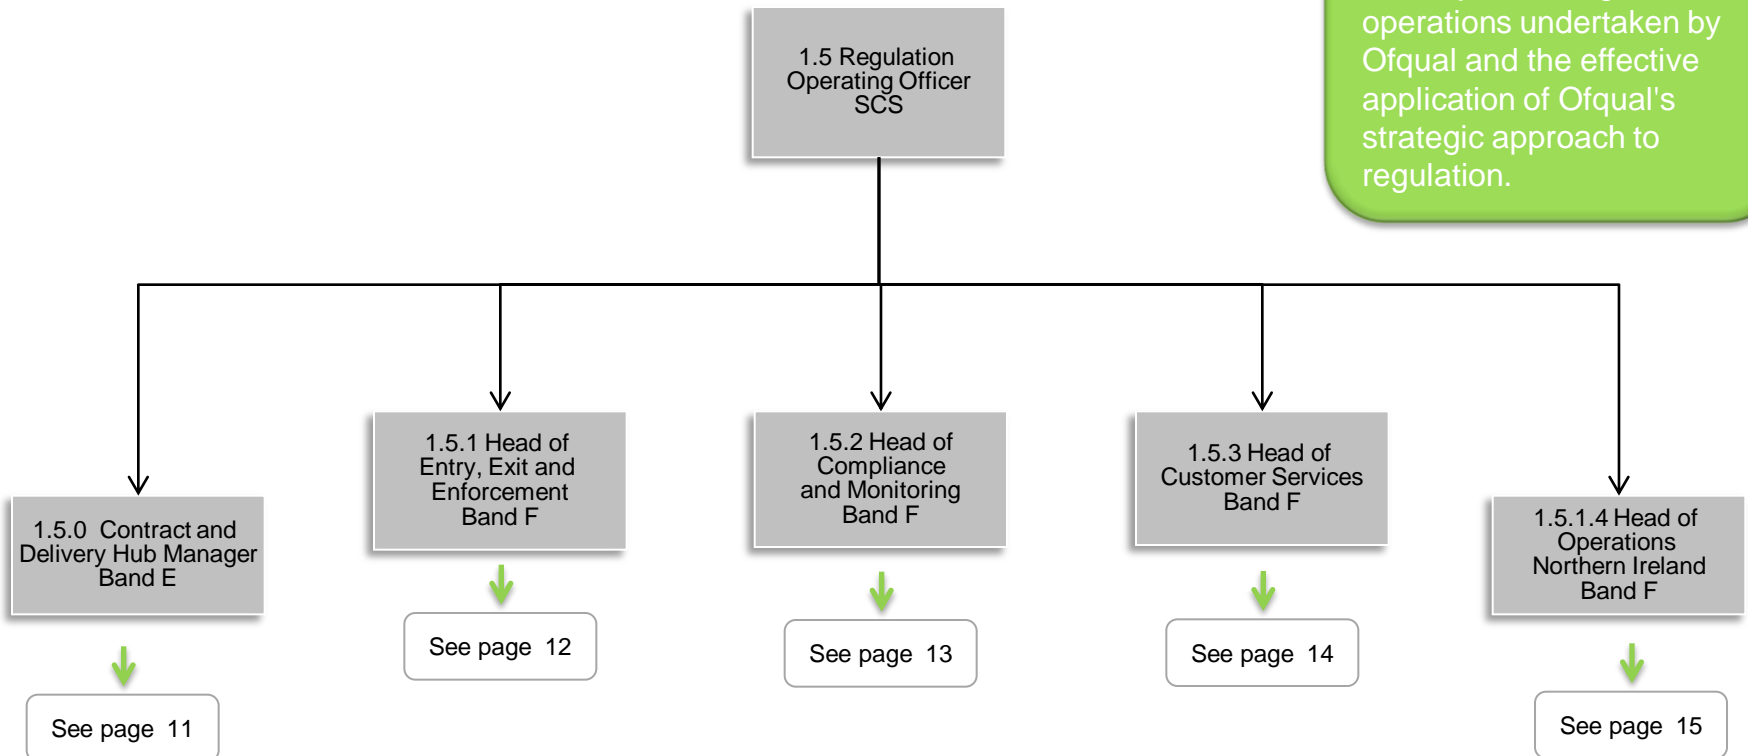 operations undertaken by
Ofqual and the effective
application of Ofqual's
strategic approach to
regulation.
1.5 Regulation
Operating Officer
SCS
1.5.0 Contract and
Delivery Hub Manager
Band E
See page 11
1.5.1 Head of
Entry, Exit and
Enforcement
Band F
See page 12
1.5.2 Head of
Compliance
and Monitoring
Band F
See page 13
1.5.3 Head of
Customer Services
Band F
See page 14
1.5.1.4 Head of
Operations
Northern Ireland
Band F
See page 15